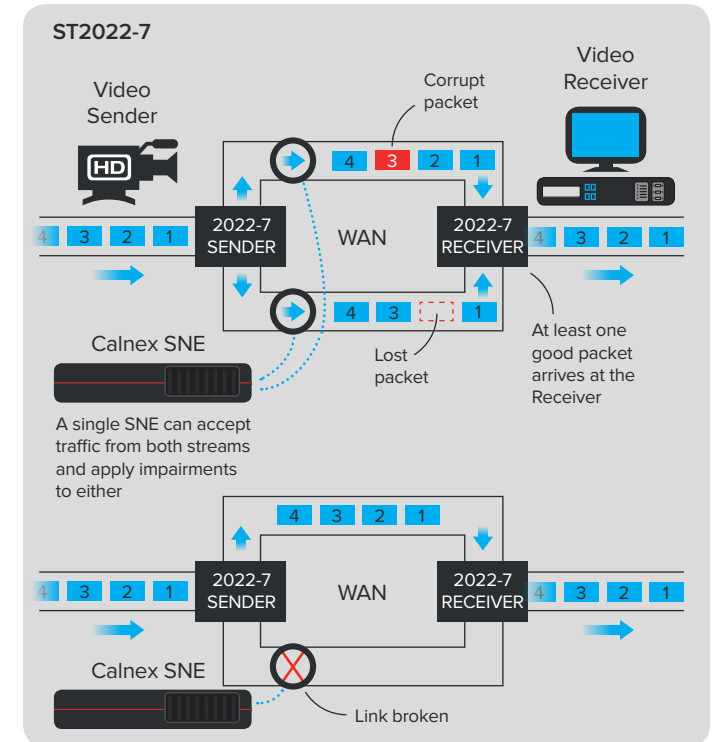 ST2022-7
Video
Sender
HD
Corrupt
packet
Video
Receiver
4 3 2 1
4 3 2 1
2022-7
SENDER
WAN
2022-7
RECEIVER
4 3 2 1
4 3 1
Calnex SNE
Lost
packet
At least one
good packet
arrives at the
Receiver
A single SNE can accept
traffic from both streams
and apply impairments
to either
4 3 2 1
4 3 2 1
2022-7
SENDER
WAN
2022-7
RECEIVER
4 3 2 1
Calnex SNE
Link broken